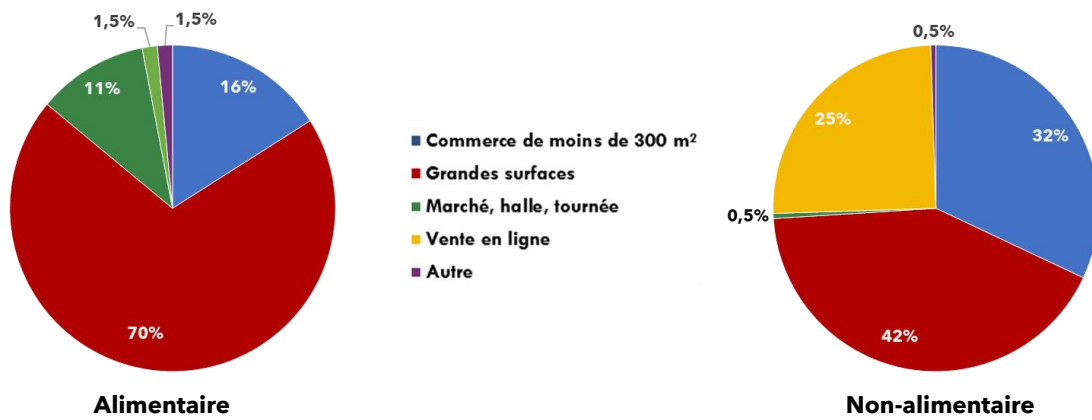 1,5%
1,5%
11%
16%
70%
Alimentaire
Commerce de moins de 300 m²
Grandes surfaces
Marché, halle, tournée
Vente en ligne
Autre
0,5%
25%
32%
0,5%
42%
Non-alimentaire